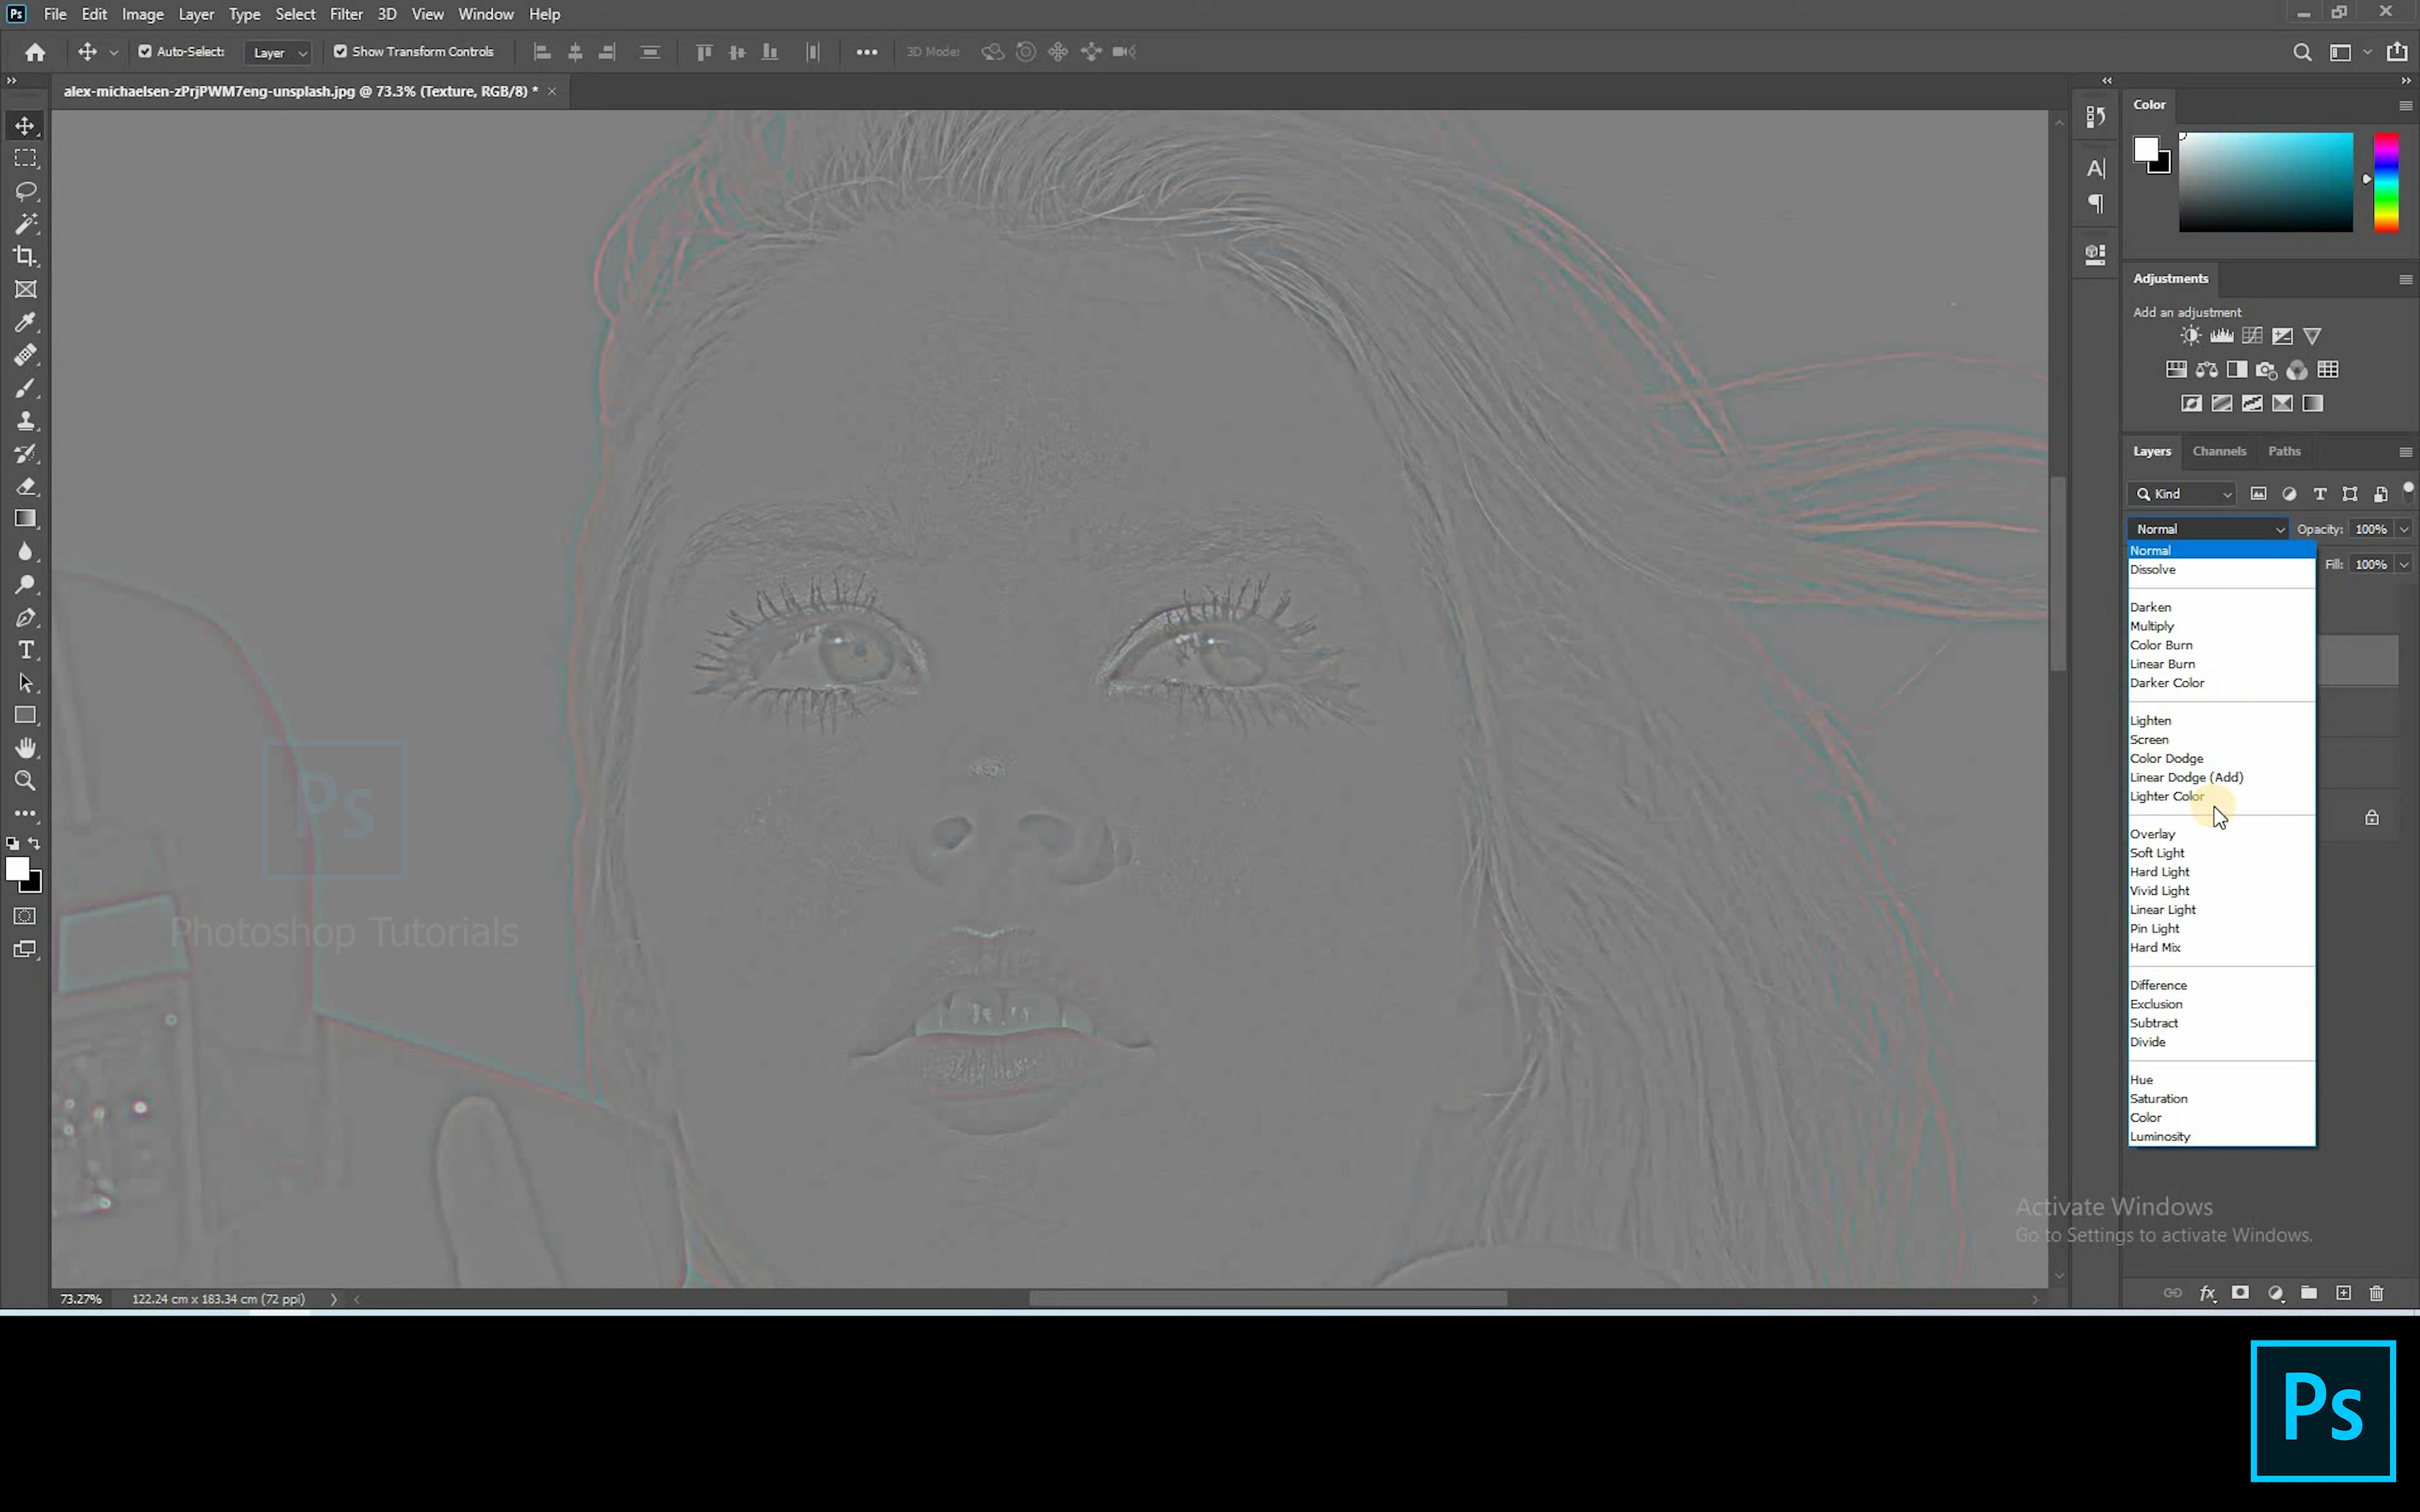 Ps File Edit Image Layer Type Select Filter 3D View Window Help
Auto-Select: Layer Show Transform Controls 3D Mode:
alex-michaelsen-zPrjPWM7eng-unsplash.jpg @ 73.3% (Texture, RGB/8) *
Color
Adjustments
Add an adjustment
Layers Channels Paths
Kind
Normal Opacity: 100%
Fill: 100%
Normal
Dissolve
Darken
Multiply
Color Burn
Linear Burn
Darker Color
Lighten
Screen
Color Dodge
Linear Dodge (Add)
Lighter Color
Overlay
Soft Light
Hard Light
Vivid Light
Linear Light
Pin Light
Hard Mix
Difference
Exclusion
Subtract
Divide
Hue
Saturation
Color
Luminosity
Ps
Photoshop Tutorials
Activate Windows
Go to Settings to activate Windows.
73.27% 122.24 cm x 183.34 cm (72 ppi)
fx
Ps